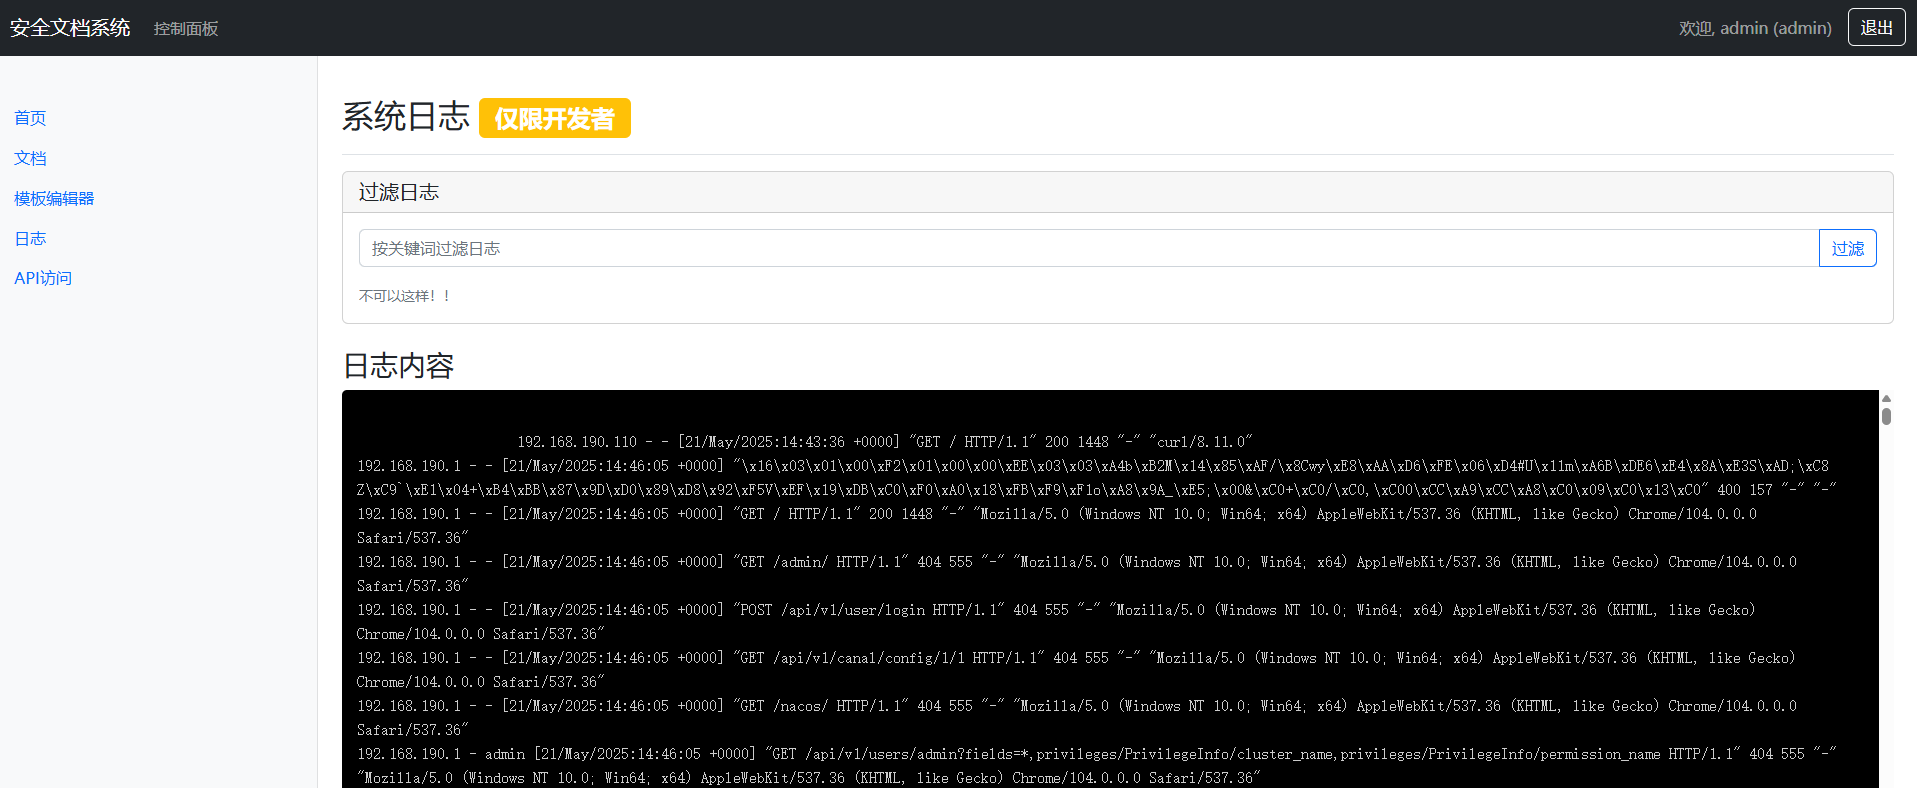 安全文档系统 控制面板 欢迎, admin (admin) 退出
首页
文档
模板编辑器
日志
API访问
系统日志 仅限开发者
过滤日志
按关键词过滤日志 过滤
不可以这样！！
日志内容
192.168.190.110 - - [21/May/2025:14:43:36 +0000] "GET / HTTP/1.1" 200 1448 "-" "curl/8.11.0"
192.168.190.1 - - [21/May/2025:14:46:05 +0000] "\x16\x03\x01\x00\xF2\x01\x00\x00\xEE\x03\x03\xA4b\xB2M\x14\x85\xAF/\x8Cwy\xE8\xAA\xD6\xFE\x06\xD4#U\x11m\xA6B\xDE6\xE4\x8A\xE3S\xAD;\xC8
Z\xC9`\xE1\x04+\xB4\xBB\x87\x9D\xD0\x89\xD8\x92\xF5V\xEF\x19\xDB\xC0\xF0\xA0\x18\xFB\xF9\xF1o\xA8\x9A_\xE5;\x00&\xC0+\xC0/\xC0,\xC00\xCC\xA9\xCC\xA8\xC0\x09\xC0\x13\xC0" 400 157 "-" "-"
192.168.190.1 - - [21/May/2025:14:46:05 +0000] "GET / HTTP/1.1" 200 1448 "-" "Mozilla/5.0 (Windows NT 10.0; Win64; x64) AppleWebKit/537.36 (KHTML, like Gecko) Chrome/104.0.0.0
Safari/537.36"
192.168.190.1 - - [21/May/2025:14:46:05 +0000] "GET /admin/ HTTP/1.1" 404 555 "-" "Mozilla/5.0 (Windows NT 10.0; Win64; x64) AppleWebKit/537.36 (KHTML, like Gecko) Chrome/104.0.0.0
Safari/537.36"
192.168.190.1 - - [21/May/2025:14:46:05 +0000] "POST /api/v1/user/login HTTP/1.1" 404 555 "-" "Mozilla/5.0 (Windows NT 10.0; Win64; x64) AppleWebKit/537.36 (KHTML, like Gecko)
Chrome/104.0.0.0 Safari/537.36"
192.168.190.1 - - [21/May/2025:14:46:05 +0000] "GET /api/v1/canal/config/1/1 HTTP/1.1" 404 555 "-" "Mozilla/5.0 (Windows NT 10.0; Win64; x64) AppleWebKit/537.36 (KHTML, like Gecko)
Chrome/104.0.0.0 Safari/537.36"
192.168.190.1 - - [21/May/2025:14:46:05 +0000] "GET /nacos/ HTTP/1.1" 404 555 "-" "Mozilla/5.0 (Windows NT 10.0; Win64; x64) AppleWebKit/537.36 (KHTML, like Gecko) Chrome/104.0.0.0
Safari/537.36"
192.168.190.1 - admin [21/May/2025:14:46:05 +0000] "GET /api/v1/users/admin?fields=*,privileges/PrivilegeInfo/cluster_name,privileges/PrivilegeInfo/permission_name HTTP/1.1" 404 555 "-"
"Mozilla/5.0 (Windows NT 10.0; Win64; x64) AppleWebKit/537.36 (KHTML, like Gecko) Chrome/104.0.0.0 Safari/537.36"